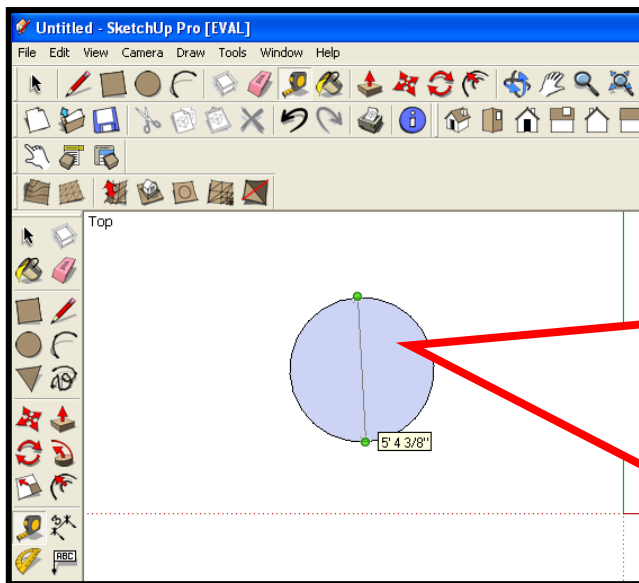 Untitled - SketchUp Pro [EVAL]
File Edit View Camera Draw Tools Window Help
Top
5' 4 3/8"
ABC